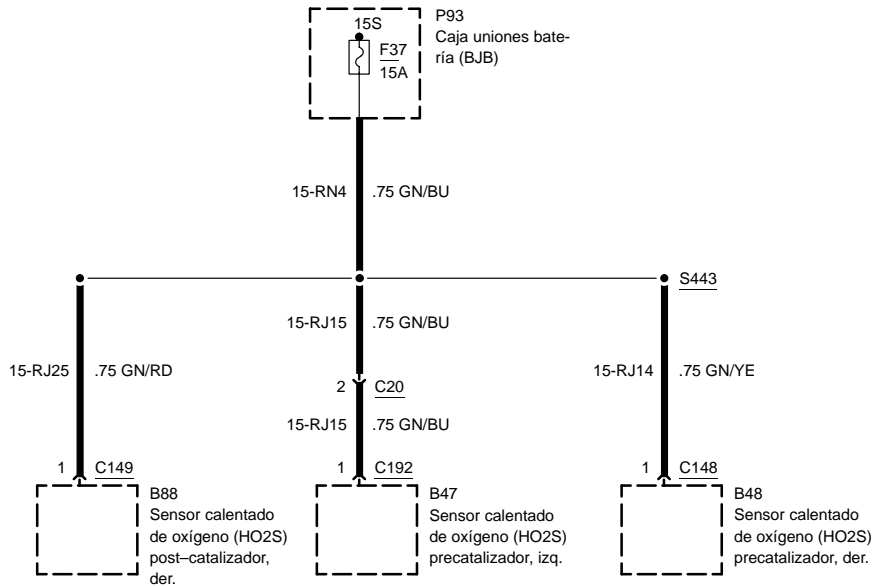 15S
F37
15A
P93
Caja uniones bate-
ría (BJB)
15-RN4
.75 GN/BU
S443
15-RJ15
.75 GN/BU
15-RJ25
.75 GN/RD
15-RJ14
.75 GN/YE
2
C20
15-RJ15
.75 GN/BU
1
C149
1
C192
1
C148
B88
Sensor calentado
de oxígeno (HO2S)
post–catalizador,
der.
B47
Sensor calentado
de oxígeno (HO2S)
precatalizador, izq.
B48
Sensor calentado
de oxígeno (HO2S)
precatalizador, der.